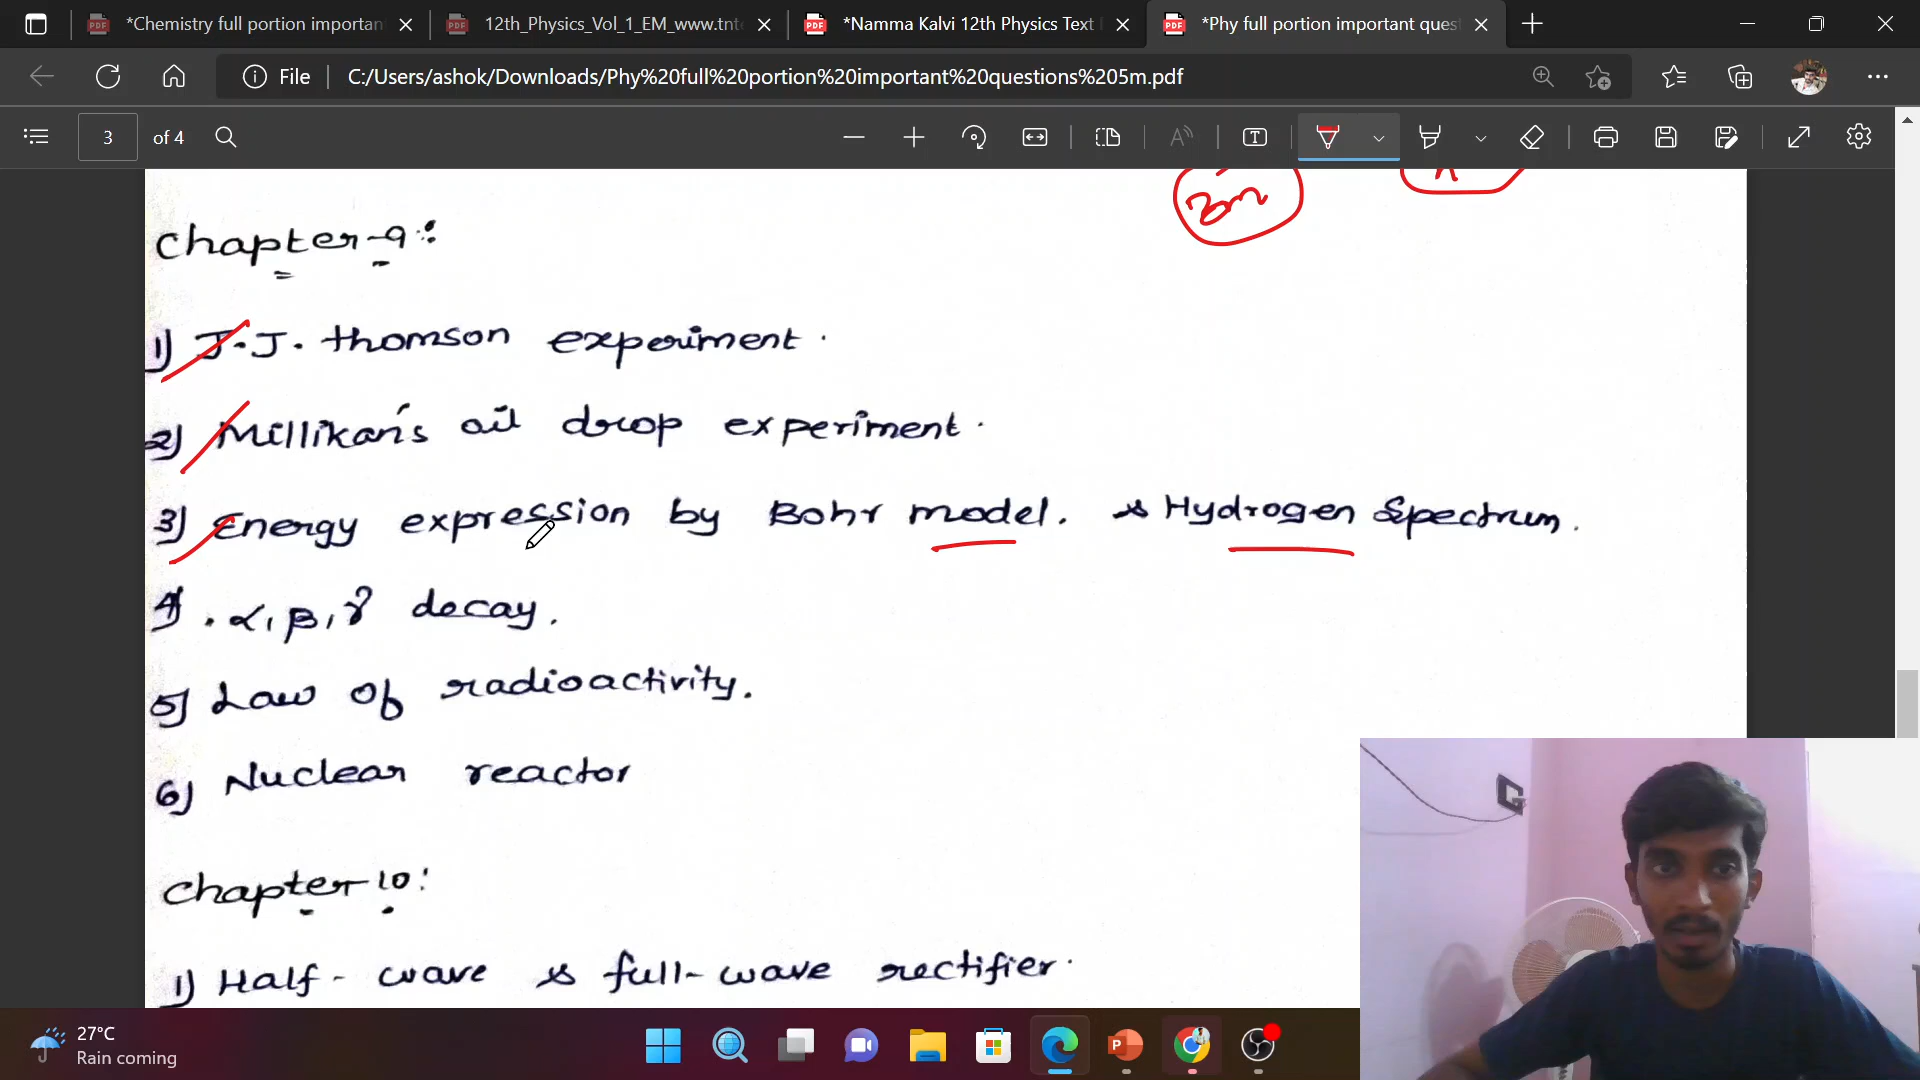 *Chemistry full portion importan
12th_Physics_Vol_1_EM_www.tnt
*Namma Kalvi 12th Physics Text
*Phy full portion important ques
File
C:/Users/ashok/Downloads/Phy%20full%20portion%20important%20questions%205m.pdf
3 of 4
3m
Chapter-9:
1) J.J. thomson experiment.
2) Millikan's oil drop experiment.
3) Energy expression by Bohr model. & Hydrogen Spectrum.
4) α, β, γ decay.
5) Law of radioactivity.
6) Nuclear reactor
Chapter 10:
1) Half-wave & full-wave rectifier.
27°C
Rain coming